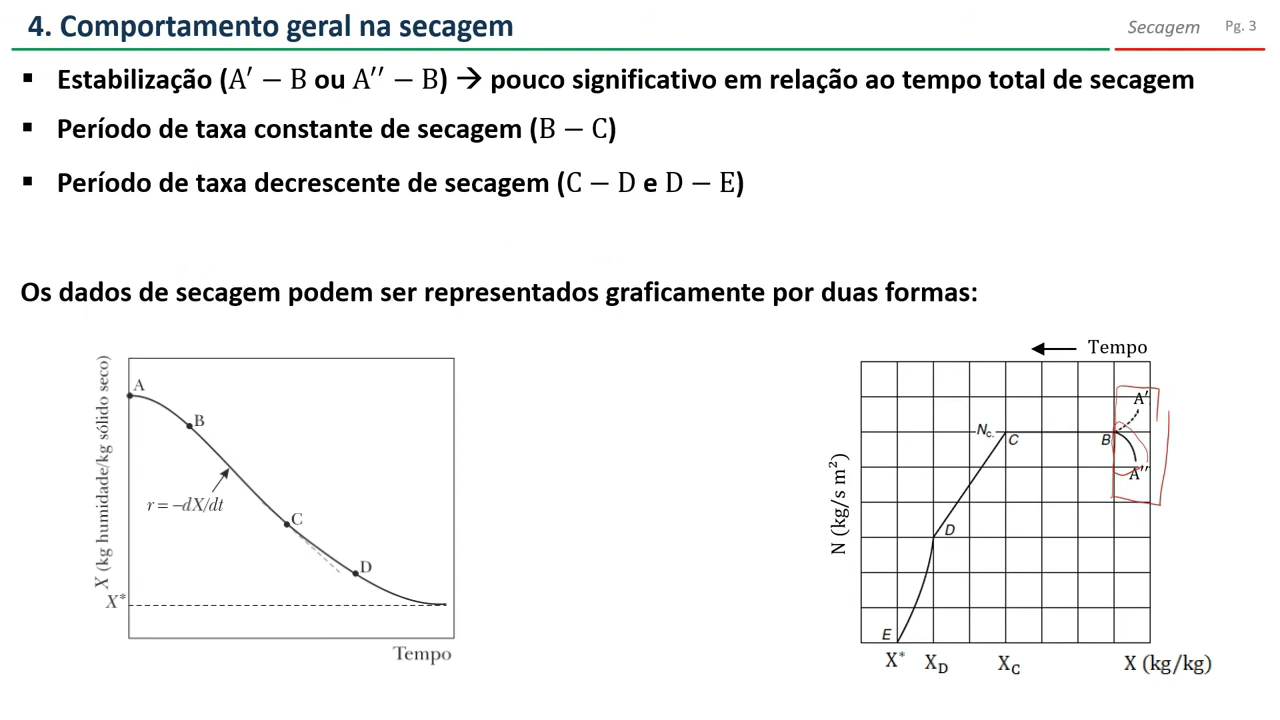 4. Comportamento geral na secagem
Secagem Pg. 3
▪ Estabilização (A′ − B ou A′′ − B) → pouco significativo em relação ao tempo total de secagem
▪ Período de taxa constante de secagem (B − C)
▪ Período de taxa decrescente de secagem (C − D e D − E)
Os dados de secagem podem ser representados graficamente por duas formas:
X (kg humidade/kg sólido seco)
A
B
r = −dX/dt
C
D
X*
Tempo
← Tempo
N (kg/s m²)
A′
N_C.
C
B
A′′
D
E
X* X_D X_C X (kg/kg)